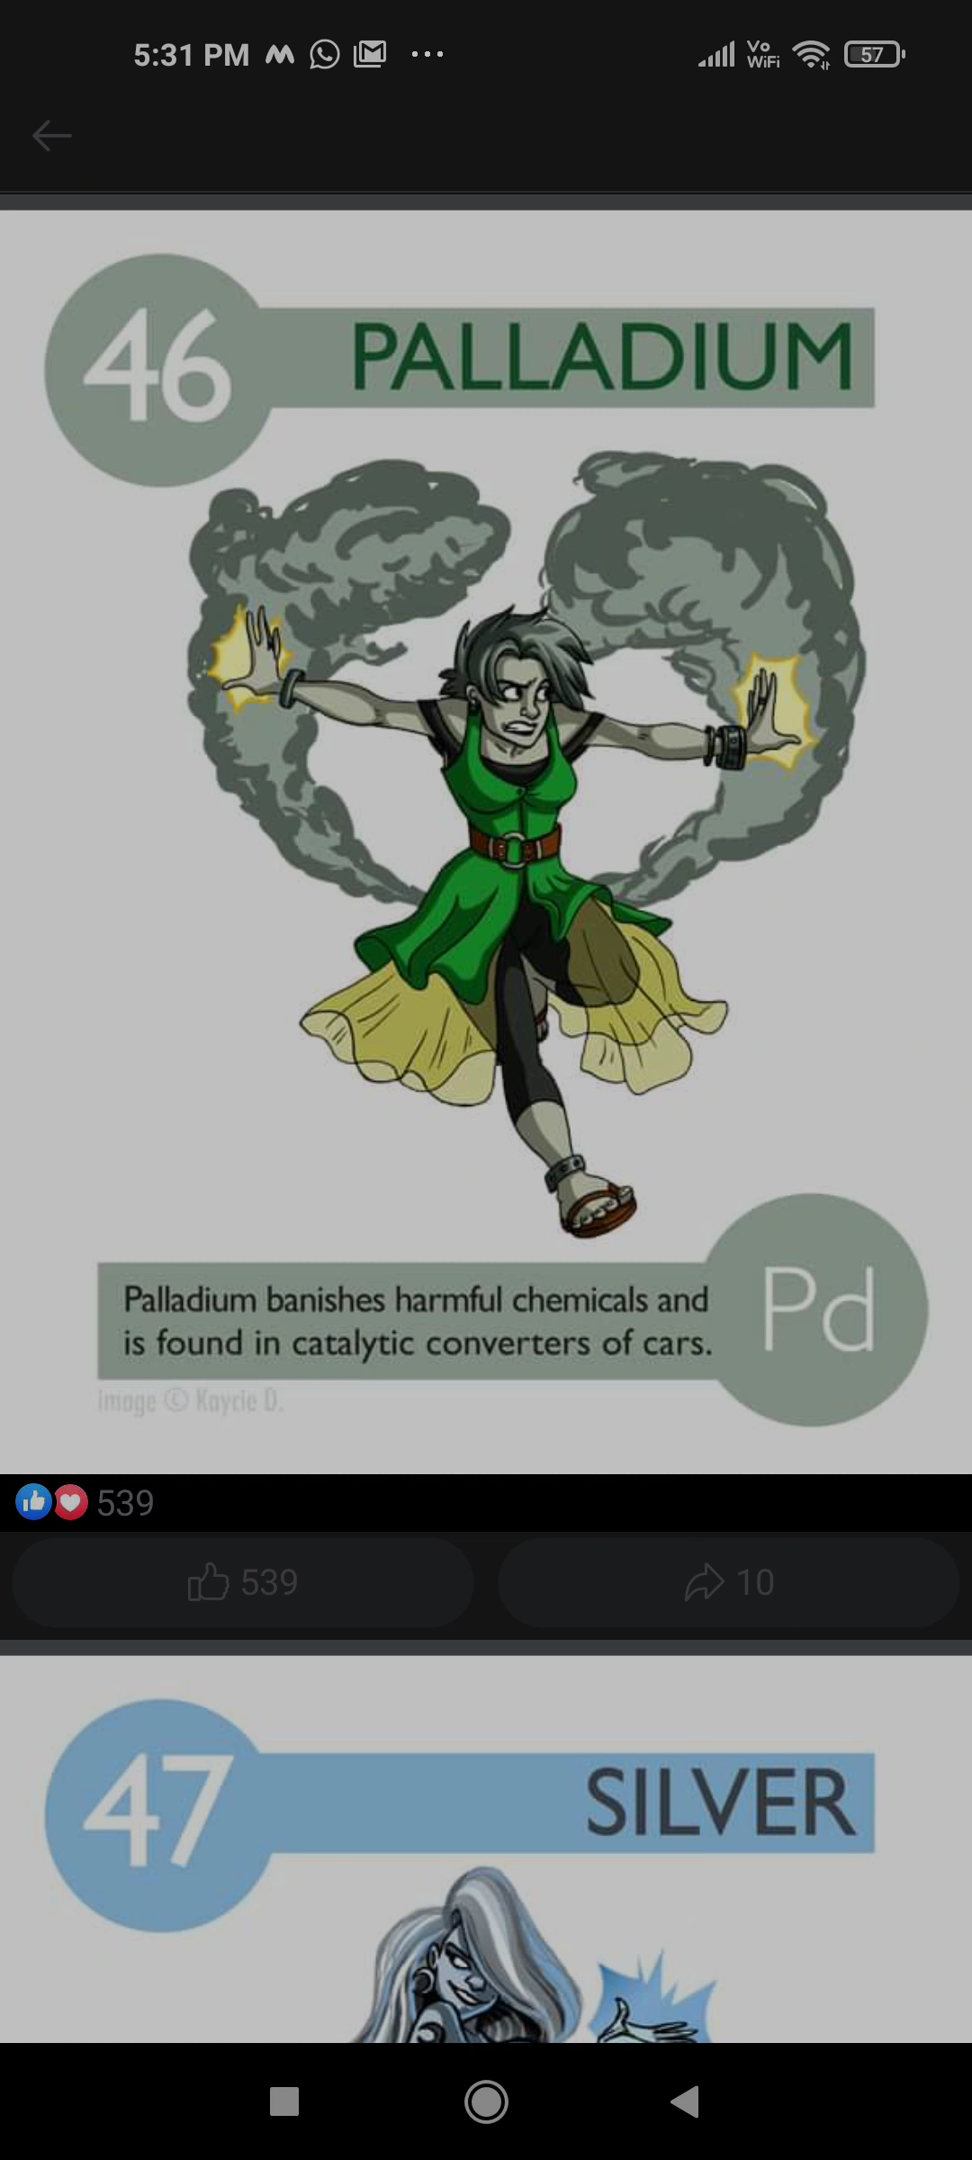 5:31 PM
Vo
WiFi
57
46
PALLADIUM
Palladium banishes harmful chemicals and
is found in catalytic converters of cars.
Pd
image © Kaycie D.
539
539
10
47
SILVER